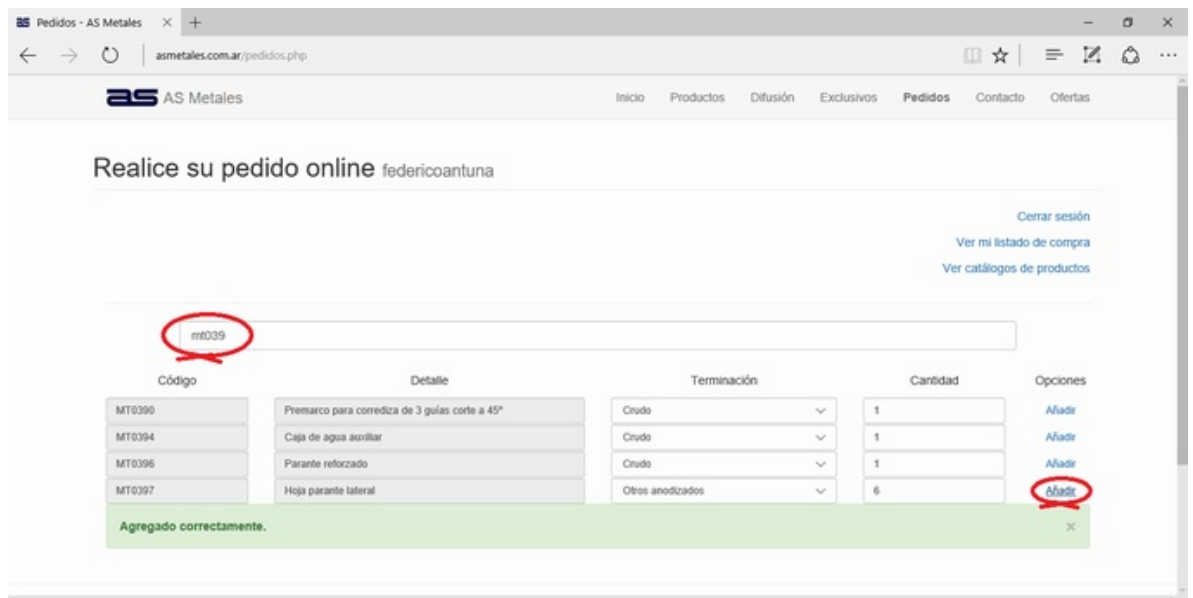 Pedidos - AS Metales
asmetales.com.ar/pedidos.php
as AS Metales Inicio Productos Difusión Exclusivos Pedidos Contacto Ofertas
Realice su pedido online federicoantuna
Cerrar sesión
Ver mi listado de compra
Ver catálogos de productos
mt039
Código Detalle Terminación Cantidad Opciones
MT0390 Premarco para corrediza de 3 guías corte a 45° Crudo 1 Añadir
MT0394 Caja de agua auxiliar Crudo 1 Añadir
MT0396 Parante reforzado Crudo 1 Añadir
MT0397 Hoja parante lateral Otros anodizados 6 Añadir
Agregado correctamente.